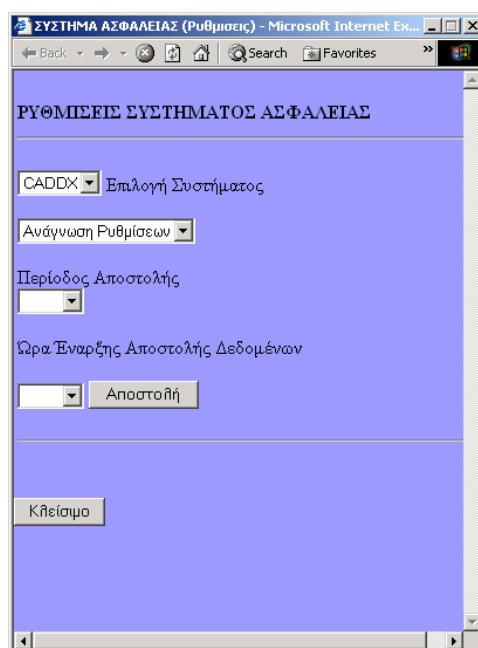 ΣΥΣΤΗΜΑ ΑΣΦΑΛΕΙΑΣ (Ρυθμισεις) - Microsoft Internet Ex...
Back Search Favorites »
ΡΥΘΜΙΣΕΙΣ ΣΥΣΤΗΜΑΤΟΣ ΑΣΦΑΛΕΙΑΣ
CADDX Επιλογή Συστήματος
Ανάγνωση Ρυθμίσεων
Περίοδος Αποστολής
Ώρα Έναρξης Αποστολής Δεδομένων
Αποστολή
Κλείσιμο